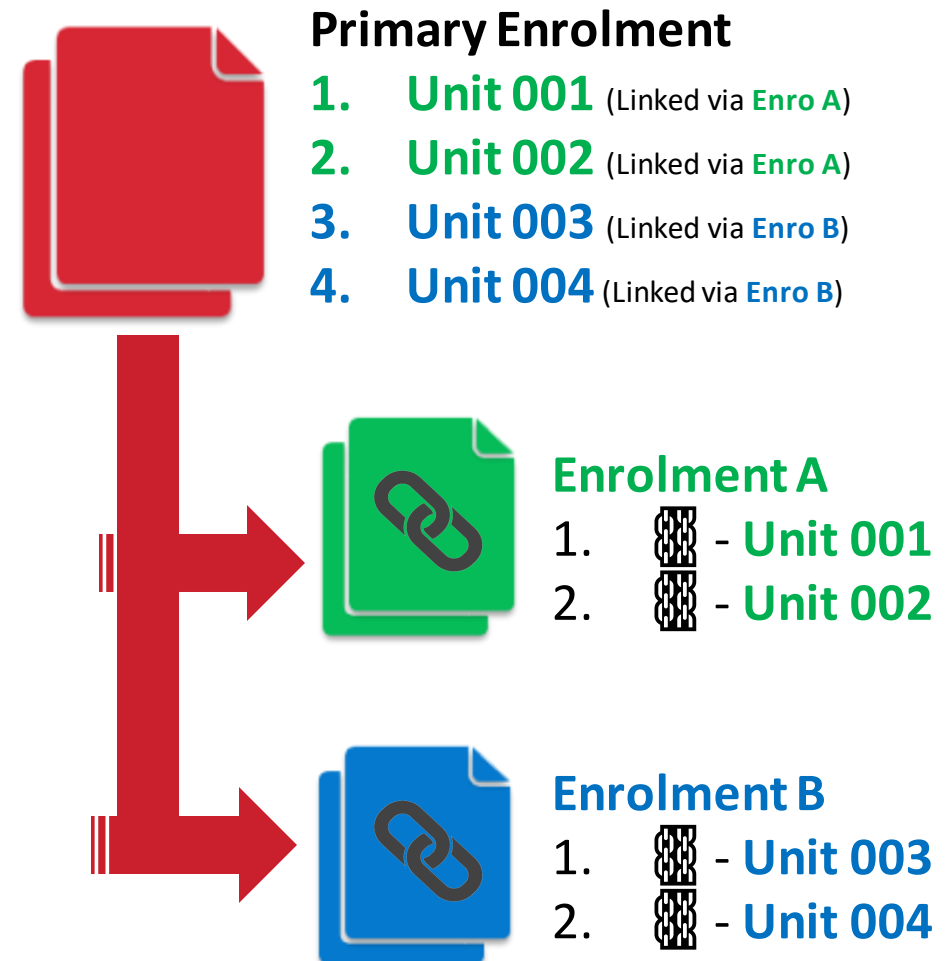 Primary Enrolment
1. Unit 001 (Linked via Enro A)
2. Unit 002 (Linked via Enro A)
3. Unit 003 (Linked via Enro B)
4. Unit 004 (Linked via Enro B)
Enrolment A
1. - Unit 001
2. - Unit 002
Enrolment B
1. - Unit 003
2. - Unit 004